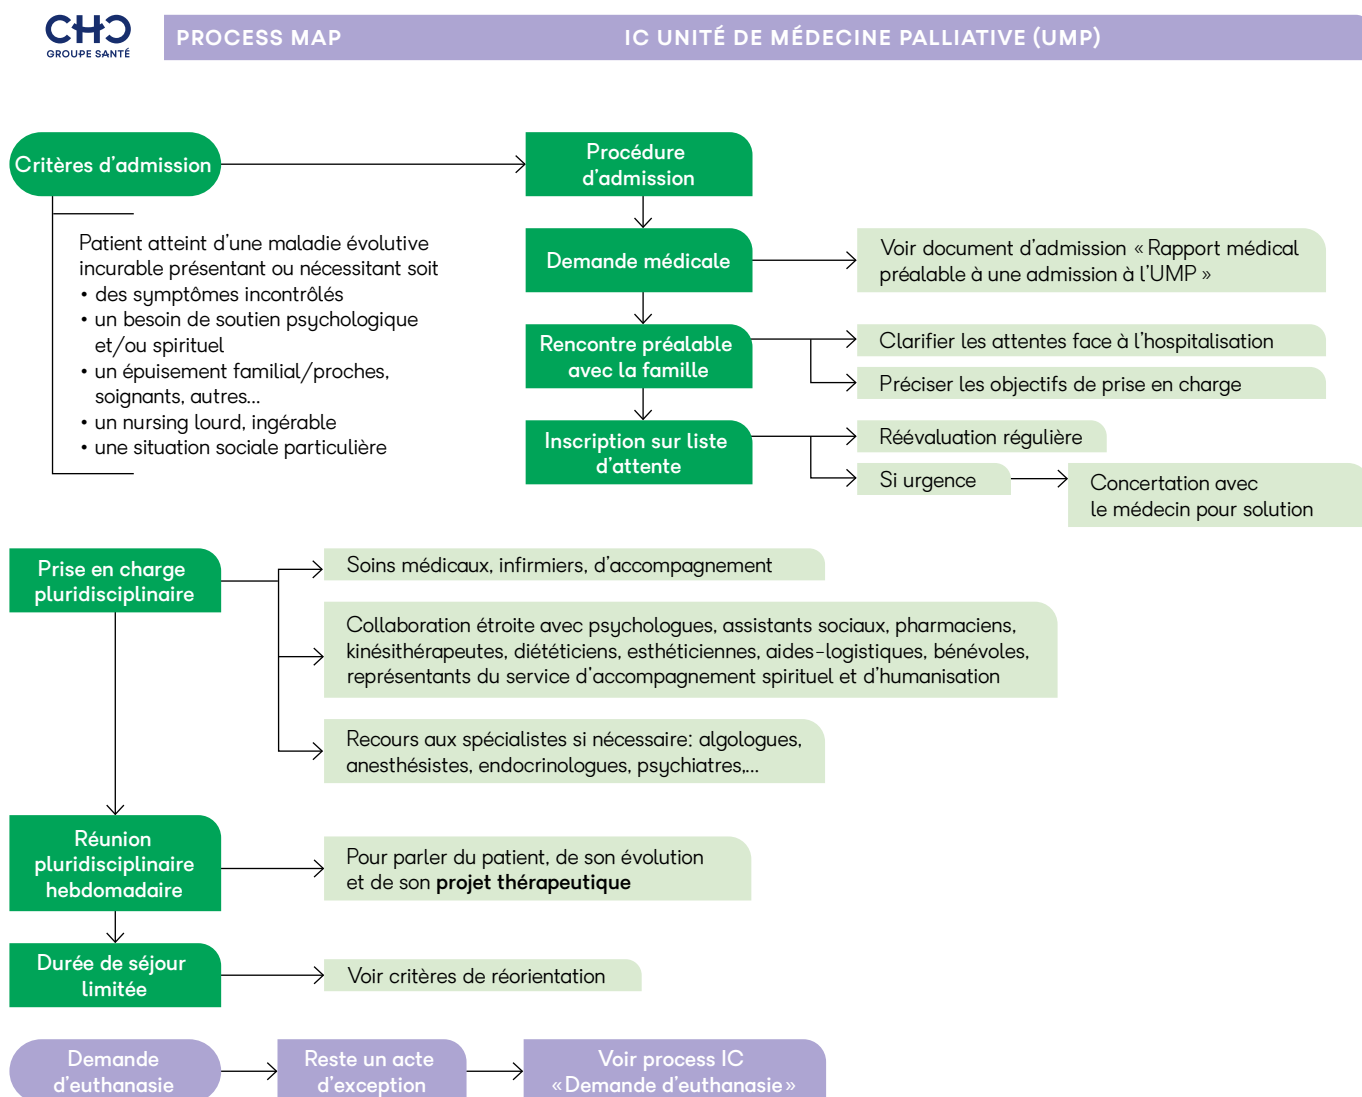 CHC
GROUPE SANTÉ
PROCESS MAP
IC UNITÉ DE MÉDECINE PALLIATIVE (UMP)
Critères d'admission
Patient atteint d'une maladie évolutive
incurable présentant ou nécessitant soit
• des symptômes incontrôlés
• un besoin de soutien psychologique
et/ou spirituel
• un épuisement familial/proches,
soignants, autres...
• un nursing lourd, ingérable
• une situation sociale particulière
Procédure
d'admission
Demande médicale
Voir document d'admission « Rapport médical
préalable à une admission à l'UMP »
Rencontre préalable
avec la famille
Clarifier les attentes face à l'hospitalisation
Préciser les objectifs de prise en charge
Inscription sur liste
d'attente
Réévaluation régulière
Si urgence
Concertation avec
le médecin pour solution
Prise en charge
pluridisciplinaire
Soins médicaux, infirmiers, d'accompagnement
Collaboration étroite avec psychologues, assistants sociaux, pharmaciens,
kinésithérapeutes, diététiciens, esthéticiennes, aides-logistiques, bénévoles,
représentants du service d'accompagnement spirituel et d'humanisation
Recours aux spécialistes si nécessaire: algologues,
anesthésistes, endocrinologues, psychiatres,...
Réunion
pluridisciplinaire
hebdomadaire
Pour parler du patient, de son évolution
et de son projet thérapeutique
Durée de séjour
limitée
Voir critères de réorientation
Demande
d'euthanasie
Reste un acte
d'exception
Voir process IC
«Demande d'euthanasie»